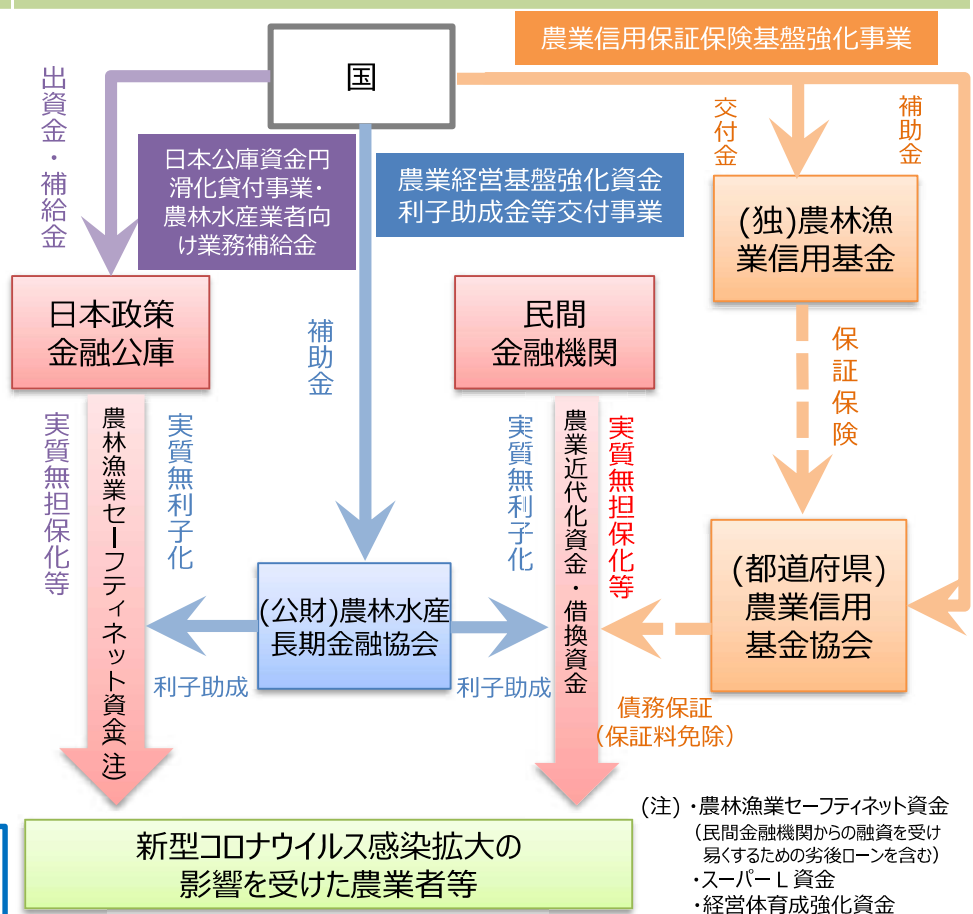 農業信用保証保険基盤強化事業
国
出資金・補給金
日本公庫資金円
滑化貸付事業・
農林水産業者向
け業務補給金
農業経営基盤強化資金
利子助成金等交付事業
交付金
補助金
(独)農林漁
業信用基金
日本政策
金融公庫
補助金
民間
金融機関
保証保険
実質無担保化等
農林漁業セーフティネット資金(注)
実質無利子化
実質無利子化
農業近代化資金・借換資金
実質無担保化等
(公財)農林水産
長期金融協会
(都道府県)
農業信用
基金協会
利子助成
利子助成
債務保証
(保証料免除)
新型コロナウイルス感染拡大の
影響を受けた農業者等
(注)・農林漁業セーフティネット資金
(民間金融機関からの融資を受け
易くするための劣後ローンを含む)
・スーパーL資金
・経営体育成強化資金